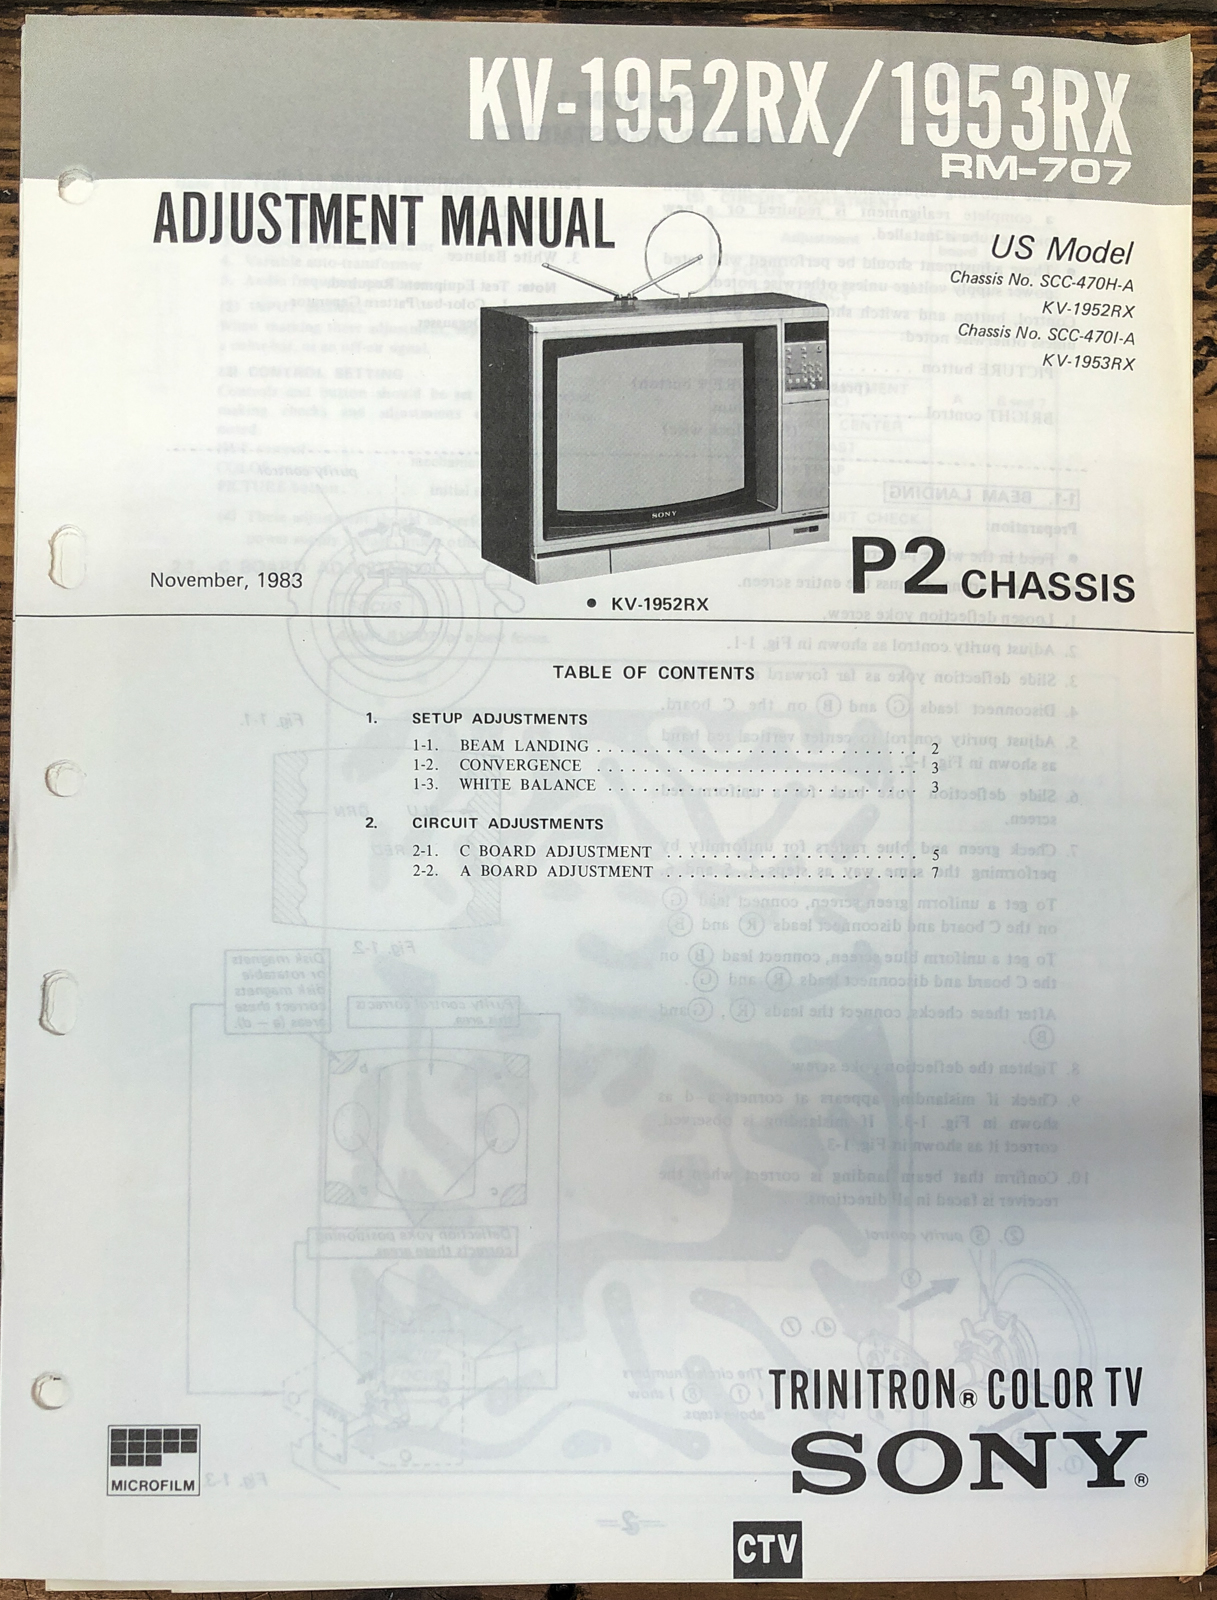 KV-1952RX/1953RX
RM-707
ADJUSTMENT MANUAL
US Model
Chassis No. SCC-470H-A
KV-1952RX
Chassis No. SCC-470I-A
KV-1953RX
SONY
P2 CHASSIS
November, 1983
● KV-1952RX
TABLE OF CONTENTS
1. SETUP ADJUSTMENTS
1-1. BEAM LANDING . . . . . . . . . . . . . . . . . . . . . . . . . . . . . . 2
1-2. CONVERGENCE . . . . . . . . . . . . . . . . . . . . . . . . . . . . . . 3
1-3. WHITE BALANCE . . . . . . . . . . . . . . . . . . . . . . . . . . . . . 3
2. CIRCUIT ADJUSTMENTS
2-1. C BOARD ADJUSTMENT . . . . . . . . . . . . . . . . . . . . . . . . 5
2-2. A BOARD ADJUSTMENT . . . . . . . . . . . . . . . . . . . . . . . . 7
TRINITRON® COLOR TV
SONY®
MICROFILM
CTV